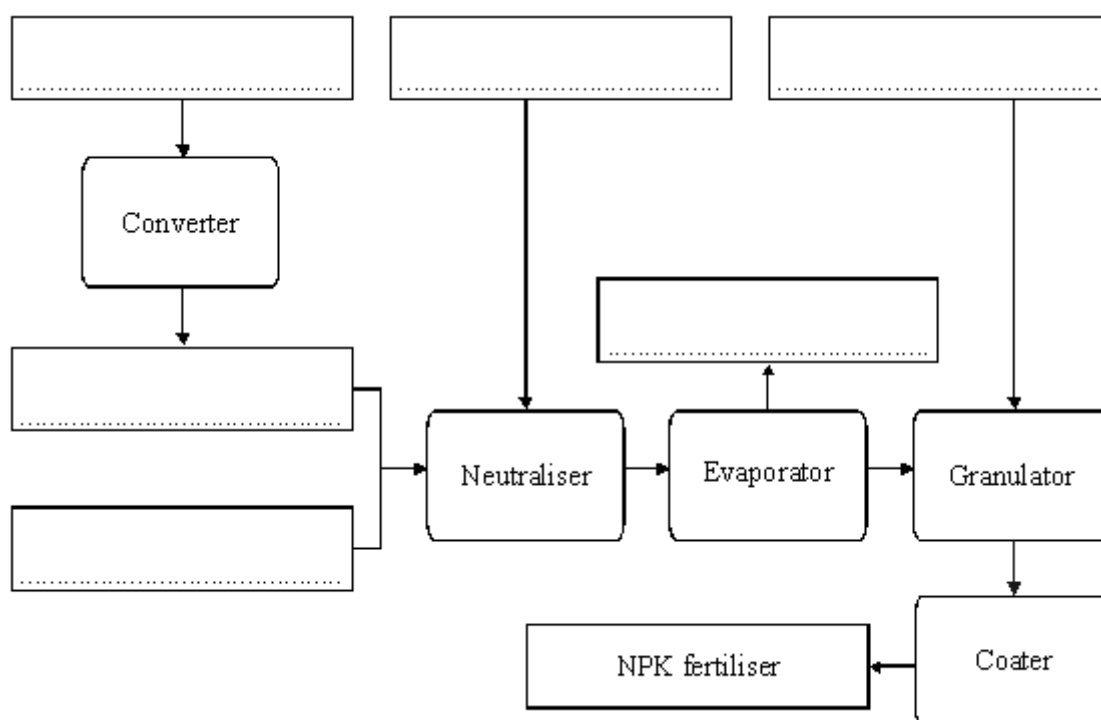 Converter
Neutraliser
Evaporator
Granulator
NPK fertiliser
Coater